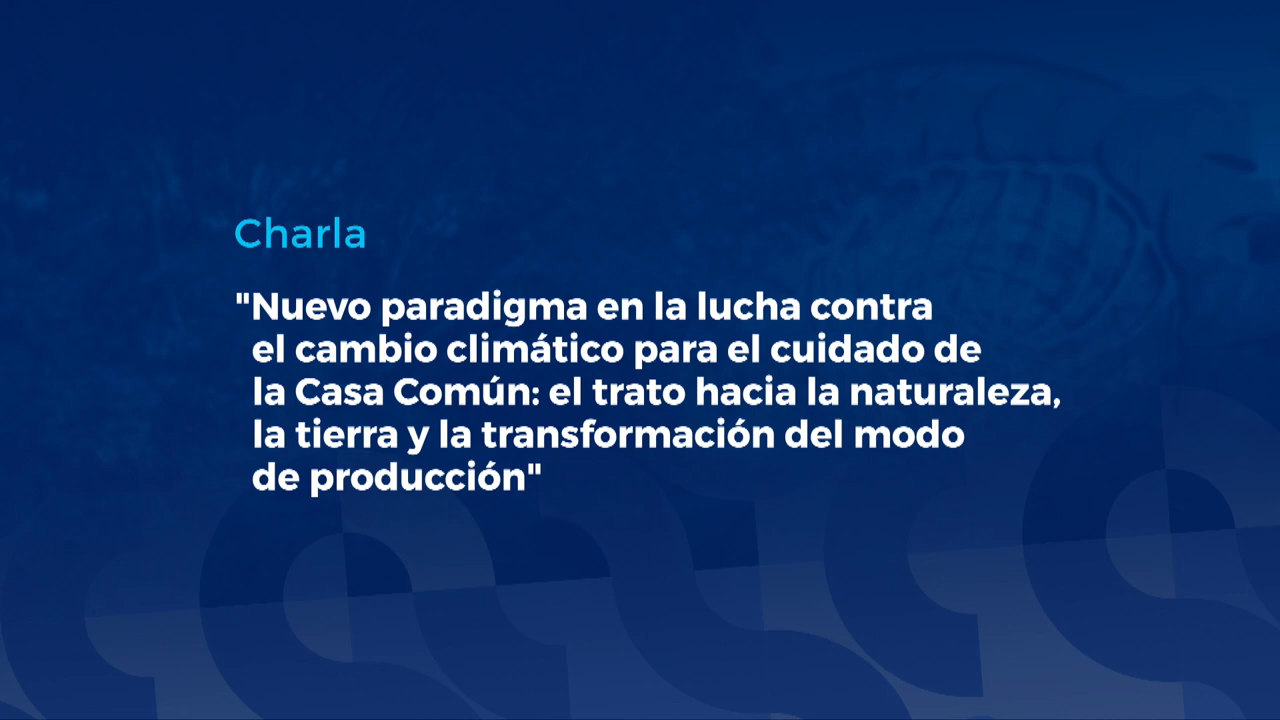 Charla
"Nuevo paradigma en la lucha contra
el cambio climático para el cuidado de
la Casa Común: el trato hacia la naturaleza,
la tierra y la transformación del modo
de producción"